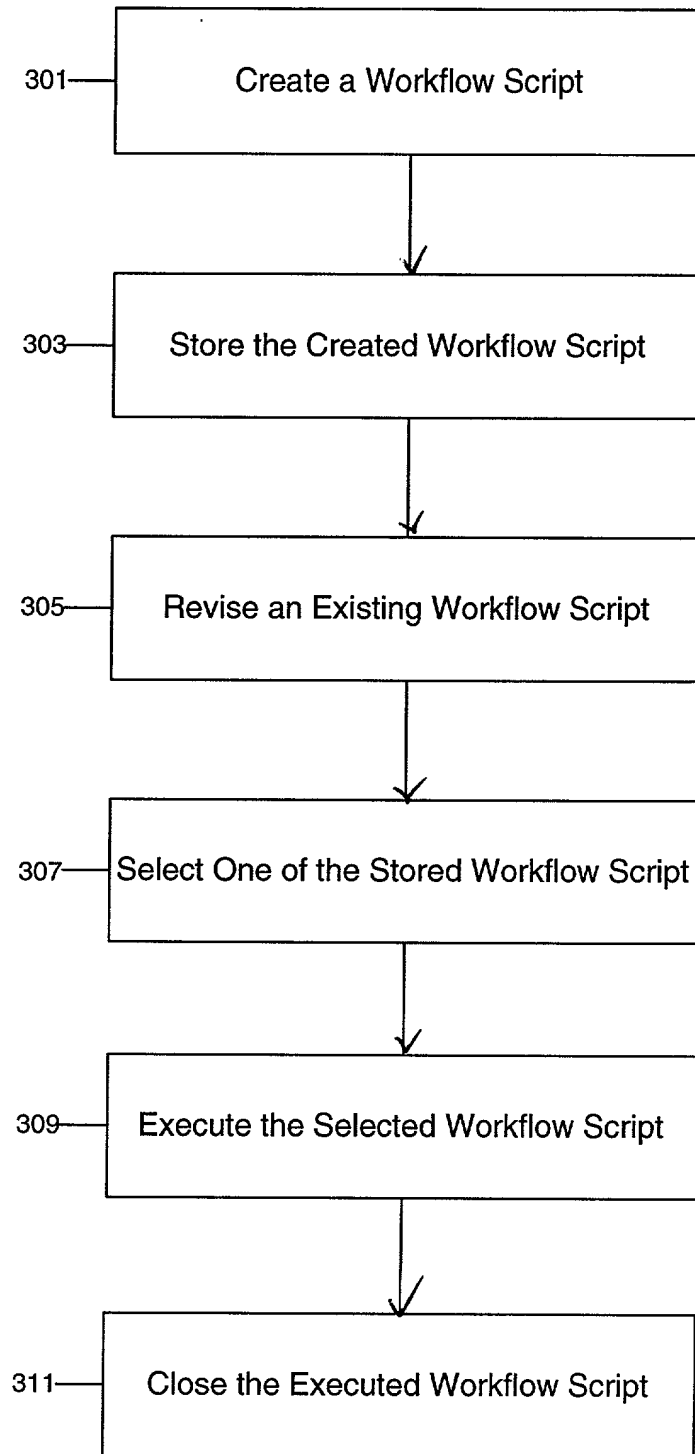 301 Create a Workflow Script
303 Store the Created Workflow Script
305 Revise an Existing Workflow Script
307 Select One of the Stored Workflow Script
309 Execute the Selected Workflow Script
311 Close the Executed Workflow Script